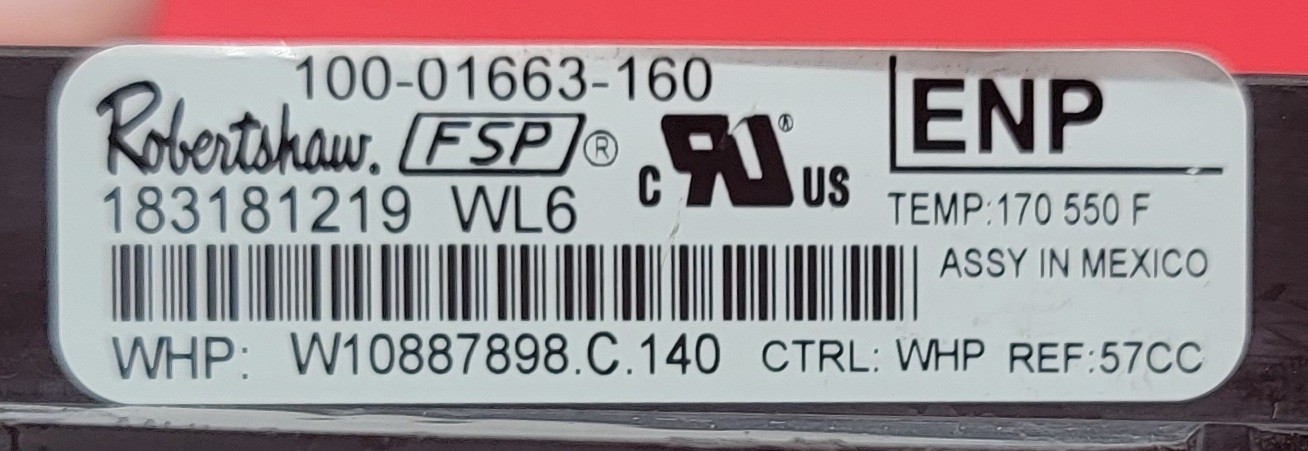 100-01663-160
Robertshaw. FSP®
ENP
C RU® US
183181219 WL6
TEMP:170 550 F
ASSY IN MEXICO
WHP: W10887898.C.140 CTRL: WHP REF:57CC